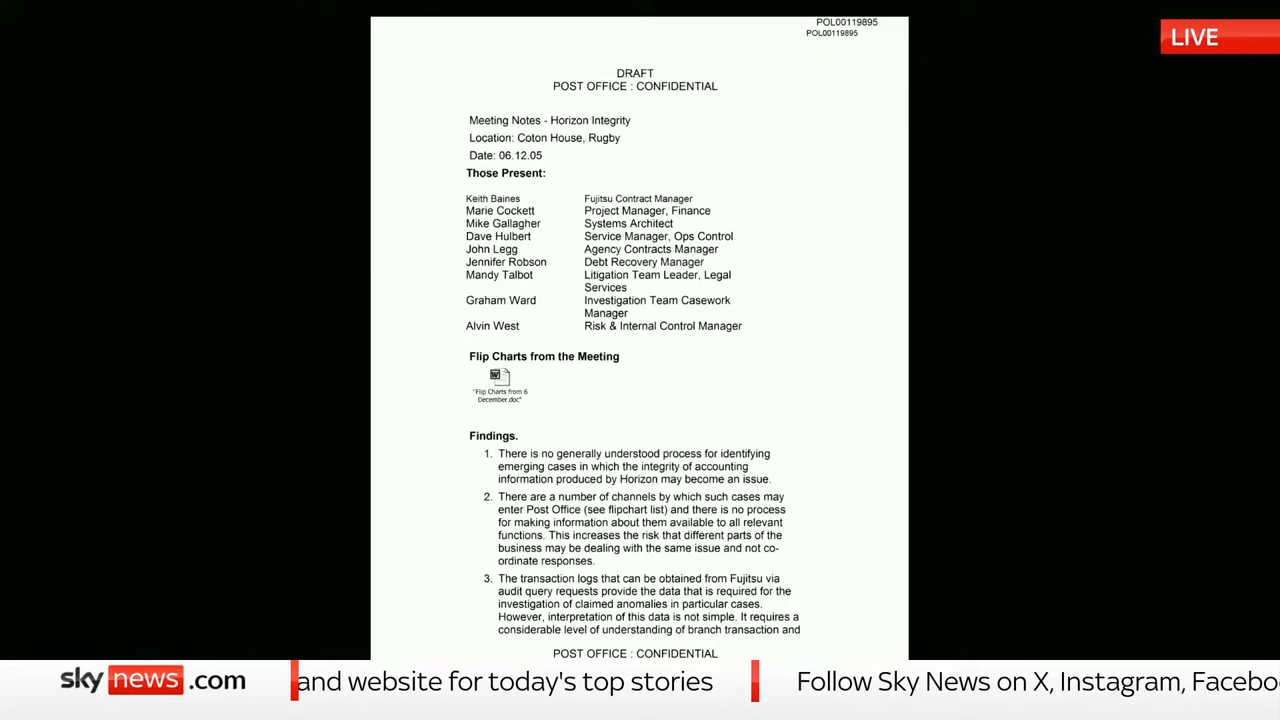 POL00119895
POL00119895
LIVE
DRAFT
POST OFFICE : CONFIDENTIAL
Meeting Notes - Horizon Integrity
Location: Coton House, Rugby
Date: 06.12.05
Those Present:
Keith Baines Fujitsu Contract Manager
Marie Cockett Project Manager, Finance
Mike Gallagher Systems Architect
Dave Hulbert Service Manager, Ops Control
John Legg Agency Contracts Manager
Jennifer Robson Debt Recovery Manager
Mandy Talbot Litigation Team Leader, Legal
Services
Graham Ward Investigation Team Casework
Manager
Alvin West Risk & Internal Control Manager
Flip Charts from the Meeting
W
"Flip Charts from 6
December.doc"
Findings.
1. There is no generally understood process for identifying
emerging cases in which the integrity of accounting
information produced by Horizon may become an issue.
2. There are a number of channels by which such cases may
enter Post Office (see flipchart list) and there is no process
for making information about them available to all relevant
functions. This increases the risk that different parts of the
business may be dealing with the same issue and not co-
ordinate responses.
3. The transaction logs that can be obtained from Fujitsu via
audit query requests provide the data that is required for the
investigation of claimed anomalies in particular cases.
However, interpretation of this data is not simple. It requires a
considerable level of understanding of branch transaction and
POST OFFICE : CONFIDENTIAL
sky news .com and website for today's top stories Follow Sky News on X, Instagram, Facebo